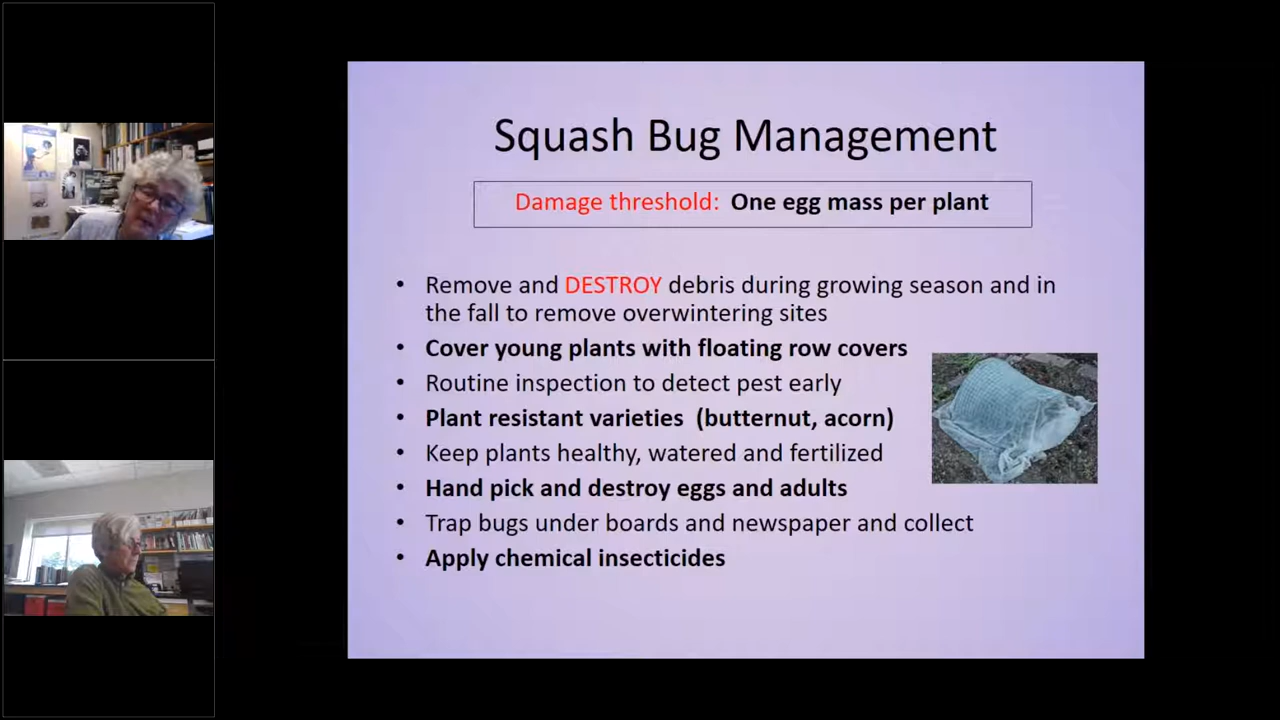 Squash Bug Management
Damage threshold: One egg mass per plant
• Remove and DESTROY debris during growing season and in
the fall to remove overwintering sites
• Cover young plants with floating row covers
• Routine inspection to detect pest early
• Plant resistant varieties (butternut, acorn)
• Keep plants healthy, watered and fertilized
• Hand pick and destroy eggs and adults
• Trap bugs under boards and newspaper and collect
• Apply chemical insecticides